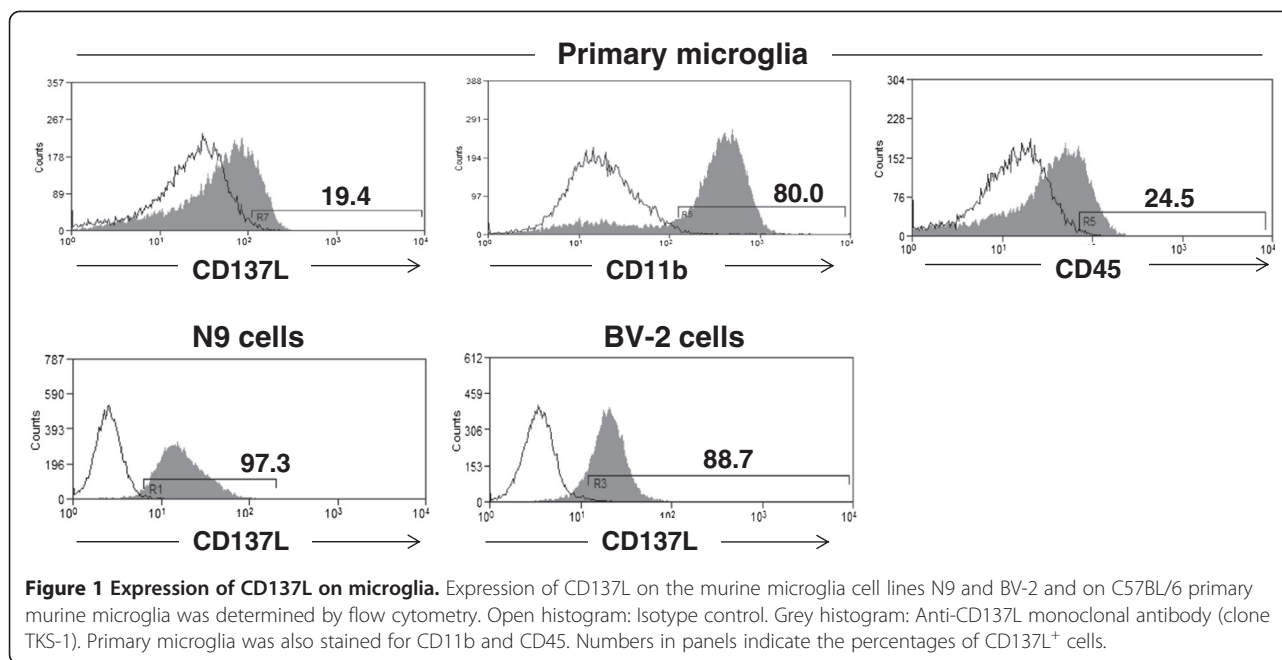 Primary microglia
357
267
178
89
0
Counts
19.4
R7
10⁰ 10¹ 10² 10³ 10⁴
CD137L
388
291
194
97
0
Counts
80.0
10⁰ 10¹ 10² 10³ 10⁴
CD11b
304
228
152
76
0
Counts
24.5
R5
10⁰ 10¹ 10³ 10⁴
CD45
N9 cells
787
590
393
196
0
Counts
97.3
R1
10⁰ 10¹ 10² 10³ 10⁴
CD137L
BV-2 cells
612
459
306
153
0
Counts
88.7
R3
10⁰ 10¹ 10² 10³ 10⁴
CD137L
Figure 1 Expression of CD137L on microglia. Expression of CD137L on the murine microglia cell lines N9 and BV-2 and on C57BL/6 primary
murine microglia was determined by flow cytometry. Open histogram: Isotype control. Grey histogram: Anti-CD137L monoclonal antibody (clone
TKS-1). Primary microglia was also stained for CD11b and CD45. Numbers in panels indicate the percentages of CD137L⁺ cells.